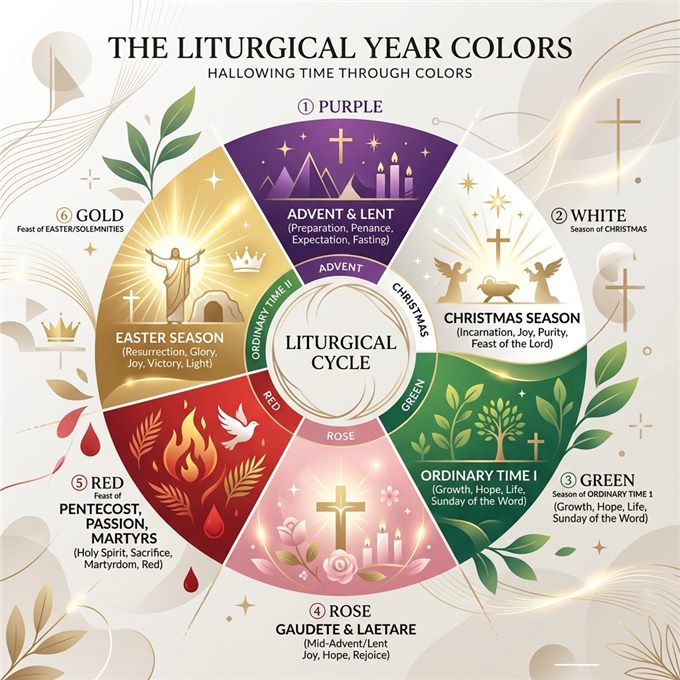 THE LITURGICAL YEAR COLORS
HALLOWING TIME THROUGH COLORS
① PURPLE
ADVENT & LENT
(Preparation, Penance,
Expectation, Fasting)
⑥ GOLD
Feast of EASTER/SOLEMNITIES
② WHITE
Season of CHRISTMAS
EASTER SEASON
(Resurrection, Glory,
Joy, Victory, Light)
CHRISTMAS SEASON
(Incarnation, Joy, Purity,
Feast of the Lord)
ADVENT
CHRISTMAS
GREEN
ROSE
RED
ORDINARY TIME II
LITURGICAL
CYCLE
ORDINARY TIME I
(Growth, Hope, Life,
Sunday of the Word)
③ GREEN
Season of ORDINARY TIME 1
(Growth, Hope, Life,
Sunday of the Word)
⑤ RED
Feast of
PENTECOST,
PASSION,
MARTYRS
(Holy Spirit, Sacrifice,
Martyrdom, Red)
④ ROSE
GAUDETE & LAETARE
(Mid-Advent/Lent
Joy, Hope, Rejoice)